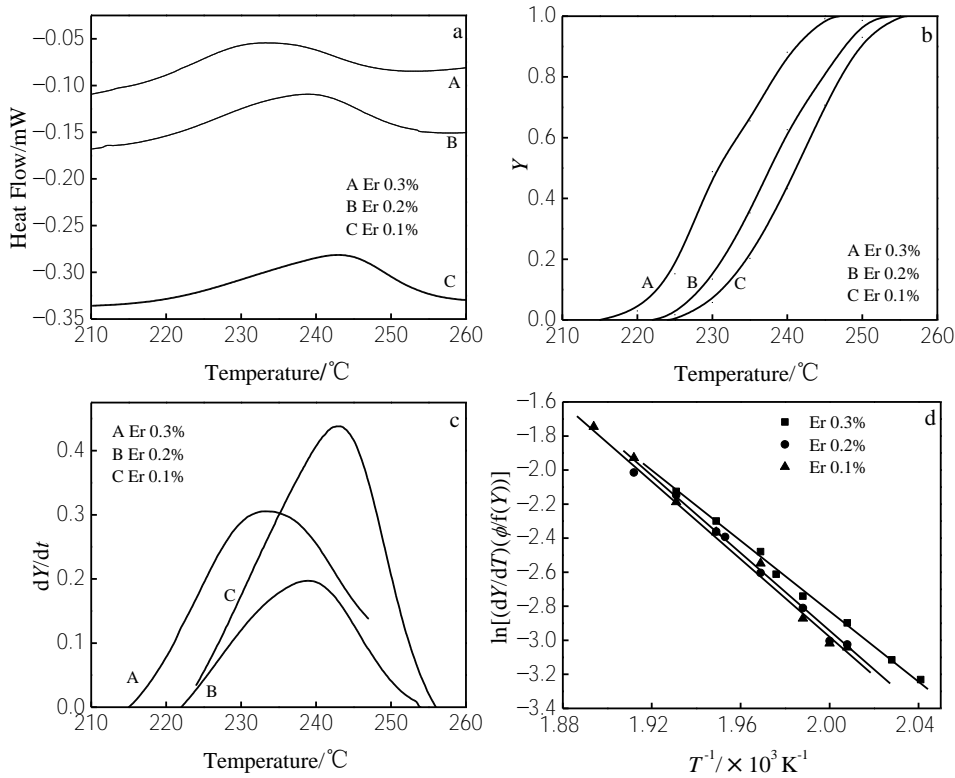 a
Heat Flow/mW
−0.05
−0.10
−0.15
−0.20
−0.25
−0.30
−0.35
A
B
C
A Er 0.3%
B Er 0.2%
C Er 0.1%
210 220 230 240 250 260
Temperature/℃
b
Y
1.0
0.8
0.6
0.4
0.2
0.0
A B C
A Er 0.3%
B Er 0.2%
C Er 0.1%
210 220 230 240 250 260
Temperature/℃
c
dY/dt
0.4
0.3
0.2
0.1
0.0
A Er 0.3%
B Er 0.2%
C Er 0.1%
C
A
B
210 220 230 240 250 260
Temperature/℃
d
ln[(dY/dT)(ϕ/f(Y))]
−1.6
−1.8
−2.0
−2.2
−2.4
−2.6
−2.8
−3.0
−3.2
−3.4
Er 0.3%
Er 0.2%
Er 0.1%
1.88 1.92 1.96 2.00 2.04
T⁻¹/×10³ K⁻¹